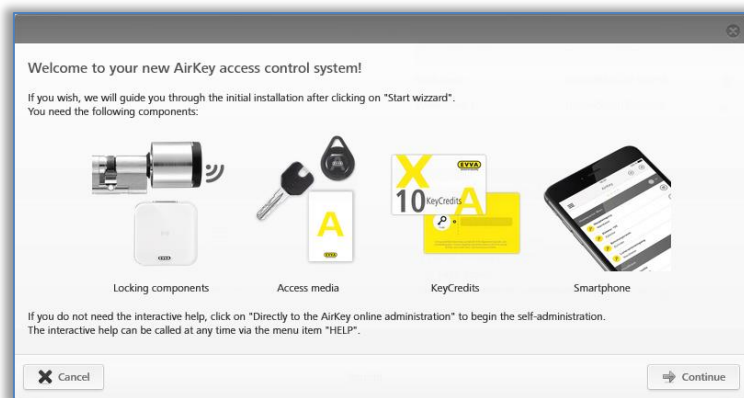 Welcome to your new AirKey access control system!
If you wish, we will guide you through the initial installation after clicking on "Start wizzard".
You need the following components:
EVVA
X
10 KeyCredits
A
A
EVVA
EVVA
Locking components
Access media
KeyCredits
Smartphone
If you do not need the interactive help, click on "Directly to the AirKey online administration" to begin the self-administration.
The interactive help can be called at any time via the menu item "HELP".
Cancel
Continue